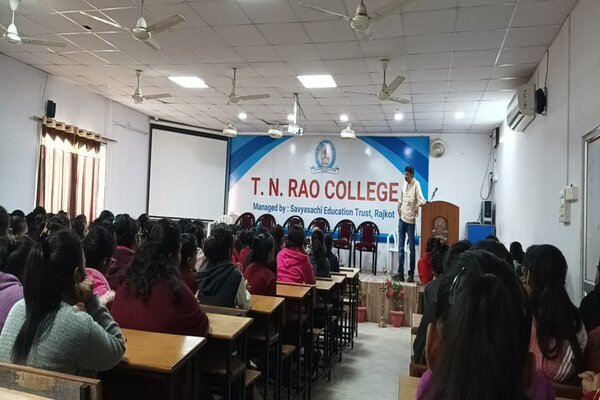 T. N. RAO COLLEGE
Managed by : Savyasachi Education Trust, Rajkot